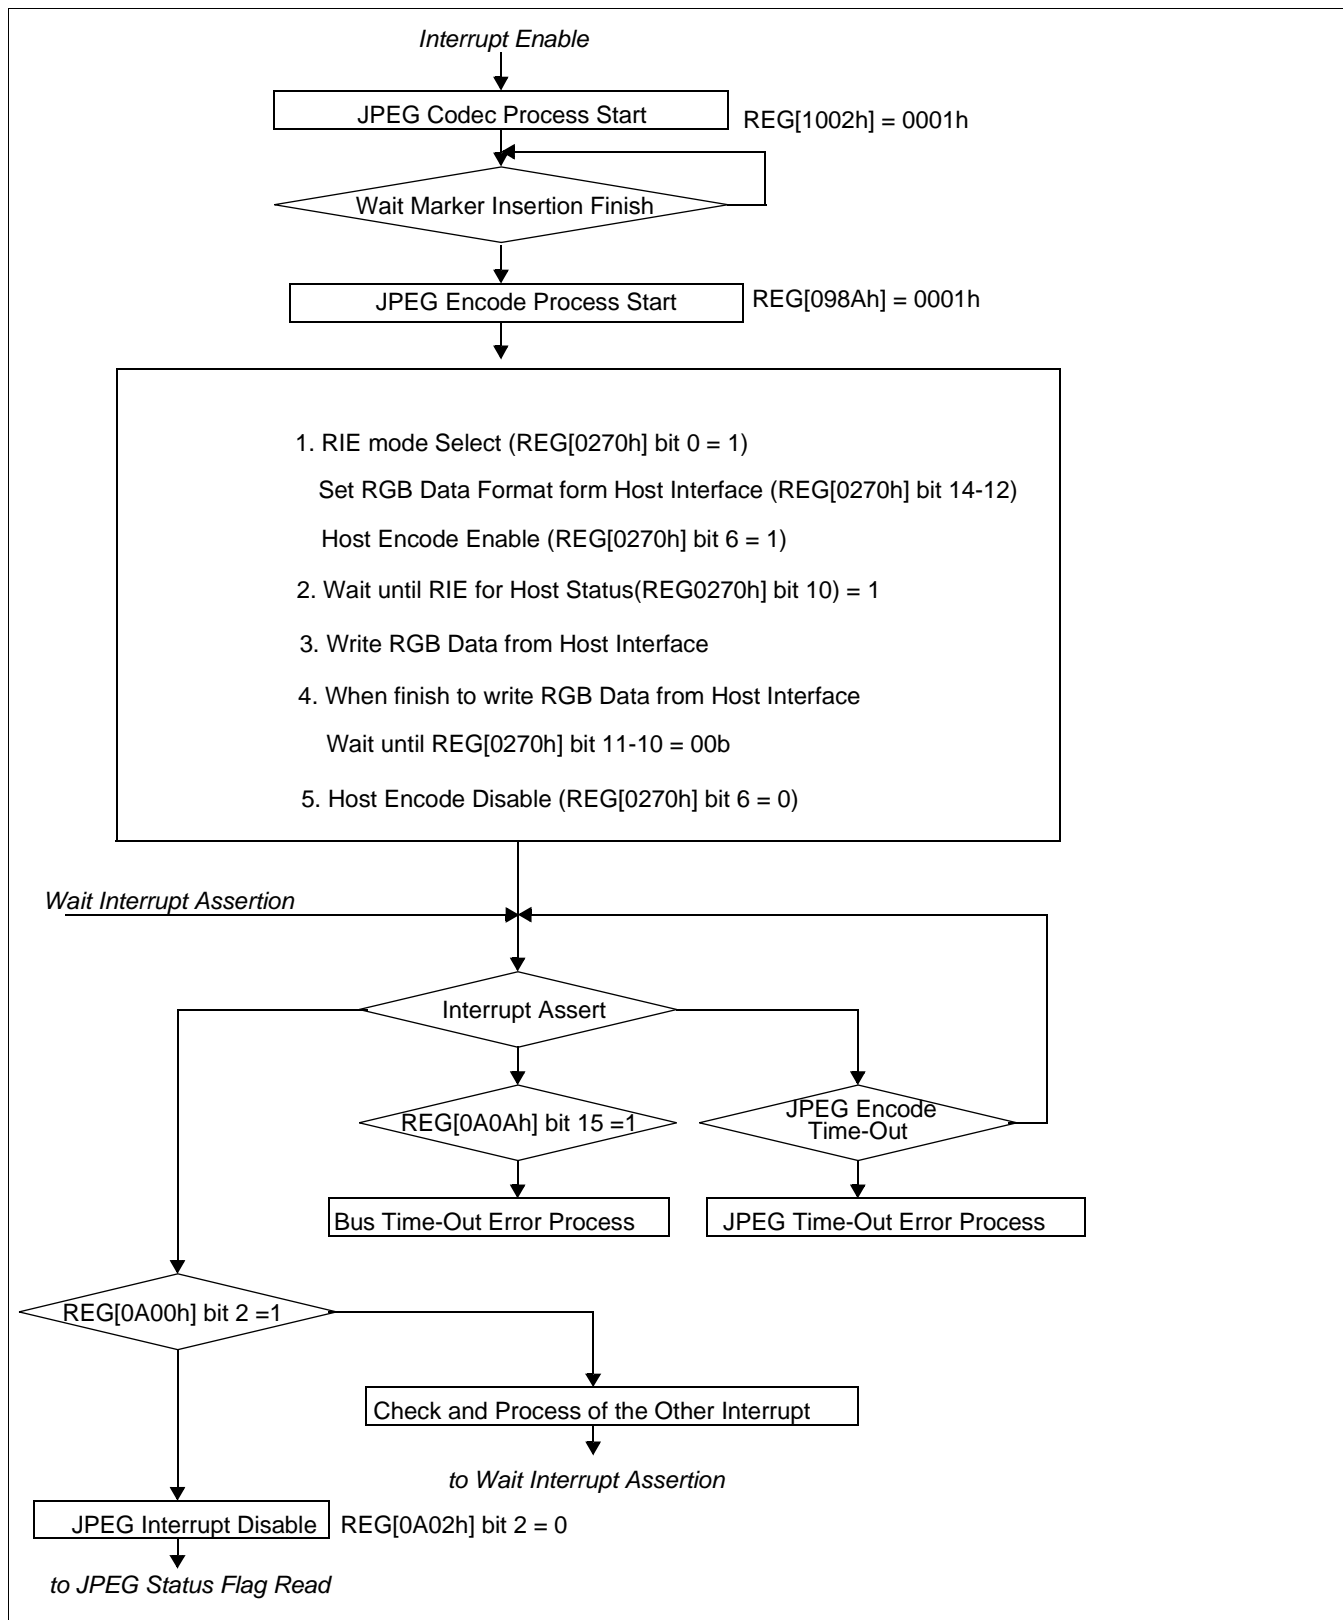 Interrupt Enable
JPEG Codec Process Start
REG[1002h] = 0001h
Wait Marker Insertion Finish
JPEG Encode Process Start
REG[098Ah] = 0001h
1. RIE mode Select (REG[0270h] bit 0 = 1)
Set RGB Data Format form Host Interface (REG[0270h] bit 14-12)
Host Encode Enable (REG[0270h] bit 6 = 1)
2. Wait until RIE for Host Status(REG0270h] bit 10) = 1
3. Write RGB Data from Host Interface
4. When finish to write RGB Data from Host Interface
Wait until REG[0270h] bit 11-10 = 00b
5. Host Encode Disable (REG[0270h] bit 6 = 0)
Wait Interrupt Assertion
Interrupt Assert
REG[0A0Ah] bit 15 =1
JPEG Encode
Time-Out
Bus Time-Out Error Process
JPEG Time-Out Error Process
REG[0A00h] bit 2 =1
Check and Process of the Other Interrupt
to Wait Interrupt Assertion
JPEG Interrupt Disable
REG[0A02h] bit 2 = 0
to JPEG Status Flag Read